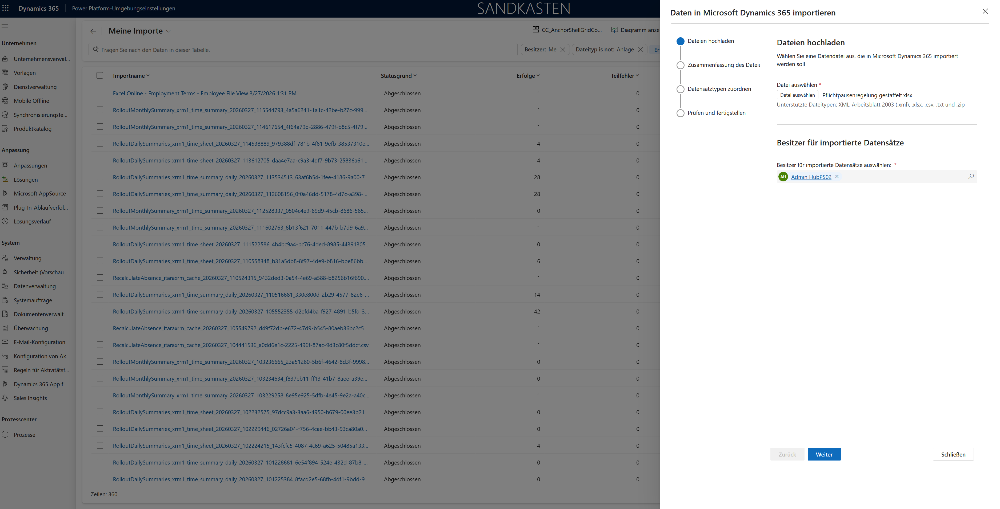 Dynamics 365
Power Platform-Umgebungseinstellungen
SANDKASTEN
Unternehmen
Unternehmensverwal...
Vorlagen
Dienstverwaltung
Mobile Offline
Synchronisierungsfe...
Produktkatalog
Anpassung
Anpassungen
Lösungen
Microsoft AppSource
Plug-In-Ablaufverfol...
Lösungsverlauf
System
Verwaltung
Sicherheit (Vorschau...
Datenverwaltung
Systemaufträge
Dokumentenverwalt...
Überwachung
E-Mail-Konfiguration
Konfiguration von Ak...
Regeln für Aktivitätsf...
Dynamics 365 App f...
Sales Insights
Prozesscenter
Prozesse
Meine Importe
CC_AnchorShellGridCo...
Diagramm anzei
Fragen Sie nach den Daten in dieser Tabelle.
Besitzer: Me
Dateityp is not: Anlage
Erw
Importname Statusgrund Erfolge Teilfehler
Excel Online - Employment Terms - Employee File View 3/27/2026 1:31 PM Abgeschlossen 1 0
RolloutMonthlySummary_xrm1_time_summary_20260327_115544793_4a5a6241-1a1c-42be-b27c-999... Abgeschlossen 1 0
RolloutMonthlySummary_xrm1_time_summary_20260327_114617654_4f64a79d-2886-479f-b8c5-4f79... Abgeschlossen 1 0
RolloutDailySummaries_xrm1_time_sheet_20260327_114538889_979388df-781b-4f61-9efb-38537310e... Abgeschlossen 4 0
RolloutDailySummaries_xrm1_time_sheet_20260327_113612705_daa4e7aa-c9a3-4df7-9b73-25836a61... Abgeschlossen 4 0
RolloutDailySummaries_xrm1_time_summary_daily_20260327_113534513_63af6b54-1fee-4186-9a00-7... Abgeschlossen 28 0
RolloutDailySummaries_xrm1_time_summary_daily_20260327_112608156_0f0a46dd-5178-4d7c-a398-... Abgeschlossen 28 0
RolloutMonthlySummary_xrm1_time_summary_20260327_112528337_0504c4e9-69d9-45cb-8686-565... Abgeschlossen 0 0
RolloutMonthlySummary_xrm1_time_summary_20260327_111602763_8b13f621-7011-447b-b7d9-6a9... Abgeschlossen 1 0
RolloutDailySummaries_xrm1_time_sheet_20260327_111522586_4b4bc9a4-bc76-4ded-8985-44391305... Abgeschlossen 0 0
RolloutDailySummaries_xrm1_time_sheet_20260327_110558348_b31a5db8-8f97-4de9-b816-bbe86bb... Abgeschlossen 6 0
RecalculateAbsence_itaraxrm_cache_20260327_110524315_9432ded3-0a54-4e69-a588-b8256b16f690.... Abgeschlossen 1 0
RolloutDailySummaries_xrm1_time_summary_daily_20260327_110516681_330e800d-2b29-4577-82e6-... Abgeschlossen 14 0
RolloutDailySummaries_xrm1_time_summary_daily_20260327_105552355_d2efd4ba-f927-4891-b5fd-3... Abgeschlossen 42 0
RecalculateAbsence_itaraxrm_cache_20260327_105549792_d49f72db-e672-47d9-b545-80aeb36bc2c5.... Abgeschlossen 1 0
RecalculateAbsence_itaraxrm_cache_20260327_104441536_a0dd6e1c-2225-496f-87ac-9d3c80f5ddcf.csv Abgeschlossen 1 0
RolloutMonthlySummary_xrm1_time_summary_20260327_103236665_23a51260-5b6f-4642-8d3f-9998... Abgeschlossen 0 0
RolloutMonthlySummary_xrm1_time_summary_20260327_103234634_f837eb11-ff13-41b7-8aee-a39e... Abgeschlossen 0 0
RolloutMonthlySummary_xrm1_time_summary_20260327_103229258_8e95e925-5dfb-4e45-9e2a-a40c... Abgeschlossen 1 0
RolloutDailySummaries_xrm1_time_sheet_20260327_102232575_97dcc9a3-3aa6-4950-b679-00ee3b21... Abgeschlossen 0 0
RolloutDailySummaries_xrm1_time_sheet_20260327_102229446_02726a04-f756-4cae-bb43-93ca80a0... Abgeschlossen 0 0
RolloutDailySummaries_xrm1_time_sheet_20260327_102224215_143fcfc5-4087-4c69-a625-50485a133... Abgeschlossen 4 0
RolloutDailySummaries_xrm1_time_summary_daily_20260327_101228681_6e54f894-524e-432d-87b8-... Abgeschlossen 0 0
RolloutDailySummaries_xrm1_time_summary_daily_20260327_101225384_8facd2e5-68fb-4df1-9bdd-9... Abgeschlossen 0 0
Zeilen: 360
Daten in Microsoft Dynamics 365 importieren
Dateien hochladen
Zusammenfassung des Dateiu
Datensatztypen zuordnen
Prüfen und fertigstellen
Dateien hochladen
Wählen Sie eine Datendatei aus, die in Microsoft Dynamics 365 importiert
werden soll
Datei auswählen *
Datei auswählen Pflichtpausenregelung gestaffelt.xlsx
Unterstützte Dateitypen: XML-Arbeitsblatt 2003 (.xml), .xlsx, .csv, .txt und .zip
Besitzer für importierte Datensätze
Besitzer für importierte Datensätze auswählen: *
AH Admin HubPS02
Zurück
Weiter
Schließen